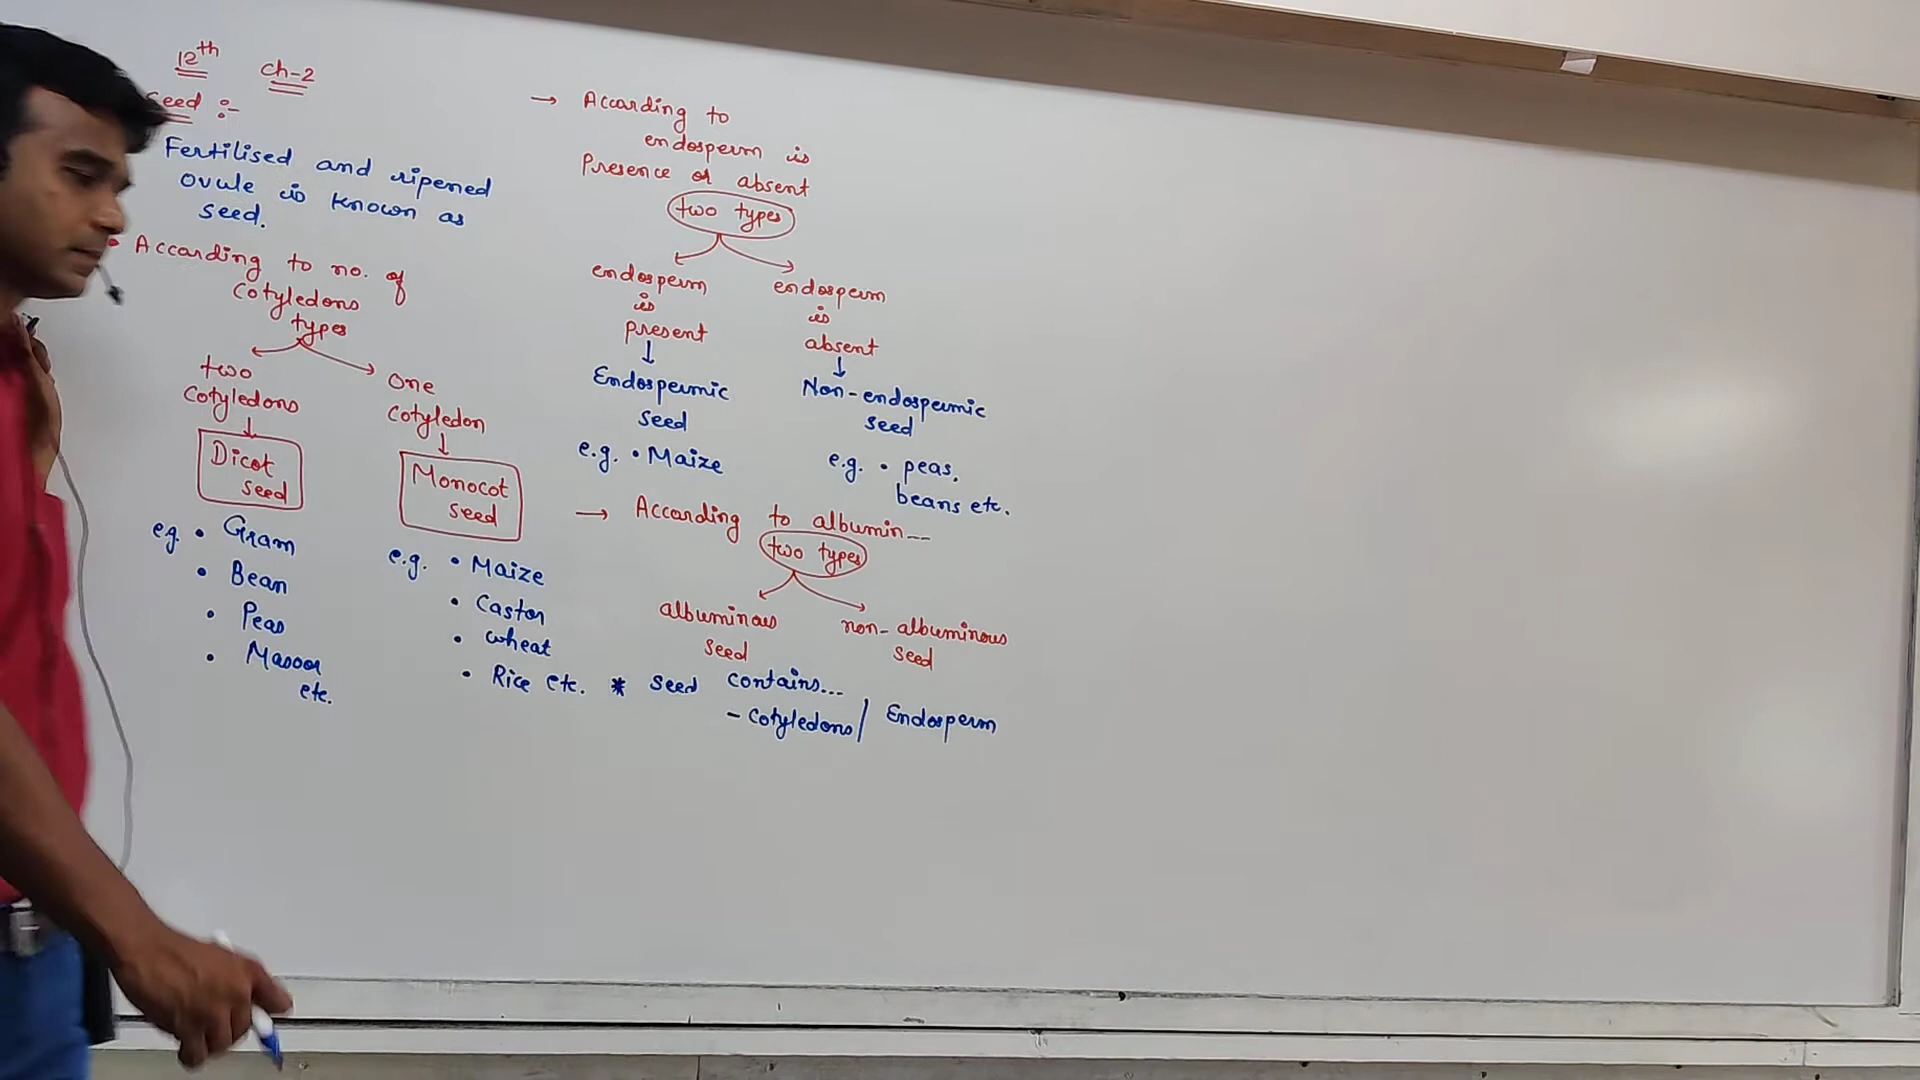 12th Ch-2
Seed :-
Fertilised and ripened
ovule is known as
seed.
• According to no. of
Cotyledons
types
two
Cotyledons
Dicot
seed
e.g. • Gram
• Bean
• Peas
• Masoor
etc.
One
Cotyledon
Monocot
seed
e.g. • Maize
• Castor
• wheat
• Rice etc.
→ According to
endosperm is
Presence or absent
two types
endosperm
is
present
Endospermic
seed
e.g. • Maize
endosperm
is
absent
Non-endospermic
seed
e.g. • peas,
beans etc.
→ According to albumin...
two types
albuminous
seed
non-albuminous
seed
* seed contains...
- Cotyledons / Endosperm